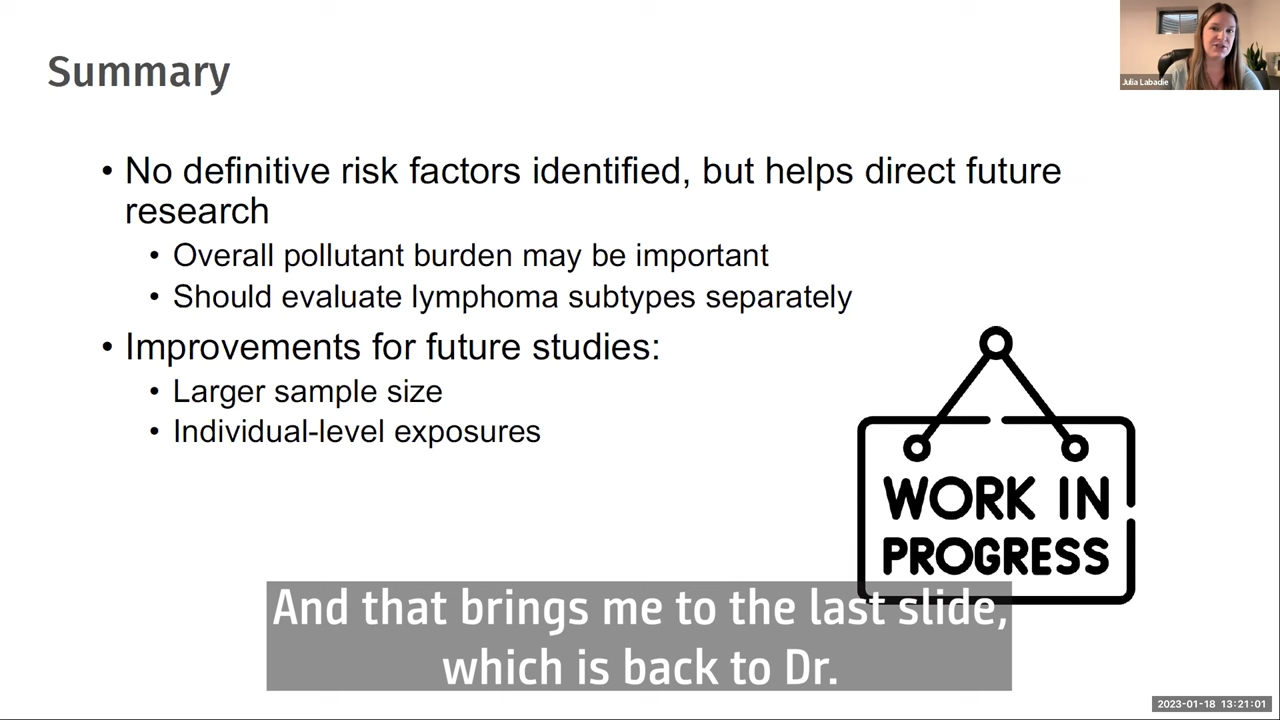 Summary
Julia Labadie
• No definitive risk factors identified, but helps direct future
research
• Overall pollutant burden may be important
• Should evaluate lymphoma subtypes separately
• Improvements for future studies:
• Larger sample size
• Individual-level exposures
WORK IN
PROGRESS
And that brings me to the last slide,
which is back to Dr.
2023-01-18 13:21:01